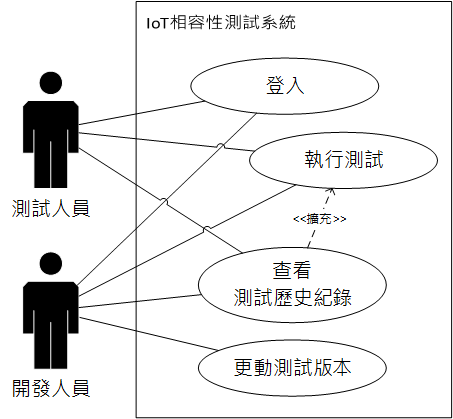 IoT相容性測試系統
登入
執行測試
測試人員
<<擴充>>
查看
測試歷史紀錄
更動測試版本
開發人員